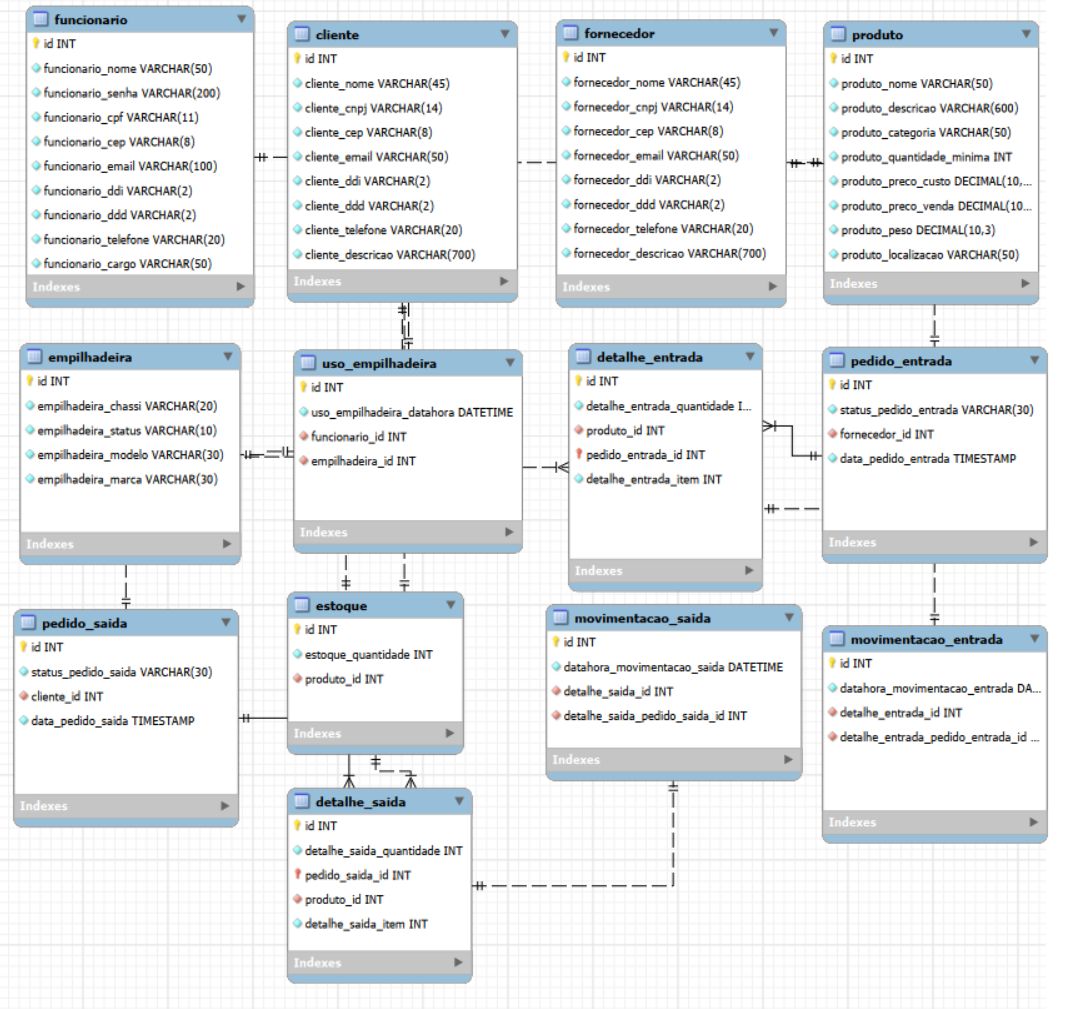 funcionario
id INT
funcionario_nome VARCHAR(50)
funcionario_senha VARCHAR(200)
funcionario_cpf VARCHAR(11)
funcionario_cep VARCHAR(8)
funcionario_email VARCHAR(100)
funcionario_ddi VARCHAR(2)
funcionario_ddd VARCHAR(2)
funcionario_telefone VARCHAR(20)
funcionario_cargo VARCHAR(50)
Indexes
cliente
id INT
cliente_nome VARCHAR(45)
cliente_cnpj VARCHAR(14)
cliente_cep VARCHAR(8)
cliente_email VARCHAR(50)
cliente_ddi VARCHAR(2)
cliente_ddd VARCHAR(2)
cliente_telefone VARCHAR(20)
cliente_descricao VARCHAR(700)
Indexes
fornecedor
id INT
fornecedor_nome VARCHAR(45)
fornecedor_cnpj VARCHAR(14)
fornecedor_cep VARCHAR(8)
fornecedor_email VARCHAR(50)
fornecedor_ddi VARCHAR(2)
fornecedor_ddd VARCHAR(2)
fornecedor_telefone VARCHAR(20)
fornecedor_descricao VARCHAR(700)
Indexes
produto
id INT
produto_nome VARCHAR(50)
produto_descricao VARCHAR(600)
produto_categoria VARCHAR(50)
produto_quantidade_minima INT
produto_preco_custo DECIMAL(10,...
produto_preco_venda DECIMAL(10...
produto_peso DECIMAL(10,3)
produto_localizacao VARCHAR(50)
Indexes
empilhadeira
id INT
empilhadeira_chassi VARCHAR(20)
empilhadeira_status VARCHAR(10)
empilhadeira_modelo VARCHAR(30)
empilhadeira_marca VARCHAR(30)
Indexes
uso_empilhadeira
id INT
uso_empilhadeira_datahora DATETIME
funcionario_id INT
empilhadeira_id INT
Indexes
detalhe_entrada
id INT
detalhe_entrada_quantidade I...
produto_id INT
pedido_entrada_id INT
detalhe_entrada_item INT
Indexes
pedido_entrada
id INT
status_pedido_entrada VARCHAR(30)
fornecedor_id INT
data_pedido_entrada TIMESTAMP
Indexes
pedido_saida
id INT
status_pedido_saida VARCHAR(30)
cliente_id INT
data_pedido_saida TIMESTAMP
Indexes
estoque
id INT
estoque_quantidade INT
produto_id INT
Indexes
movimentacao_saida
id INT
datahora_movimentacao_saida DATETIME
detalhe_saida_id INT
detalhe_saida_pedido_saida_id INT
Indexes
movimentacao_entrada
id INT
datahora_movimentacao_entrada DA...
detalhe_entrada_id INT
detalhe_entrada_pedido_entrada_id ...
Indexes
detalhe_saida
id INT
detalhe_saida_quantidade INT
pedido_saida_id INT
produto_id INT
detalhe_saida_item INT
Indexes